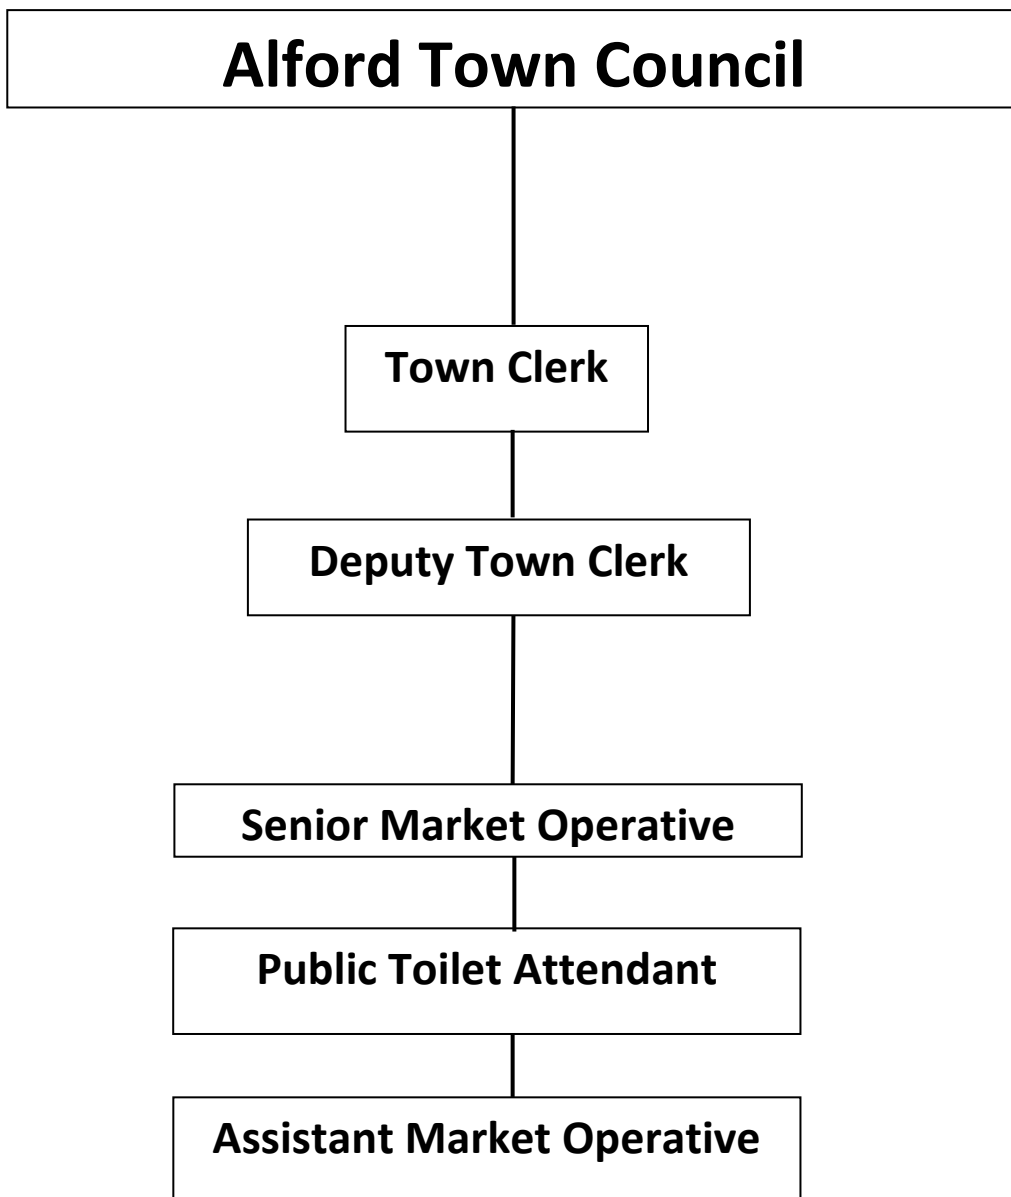 Alford Town Council
Town Clerk
Deputy Town Clerk
Senior Market Operative
Public Toilet Attendant
Assistant Market Operative